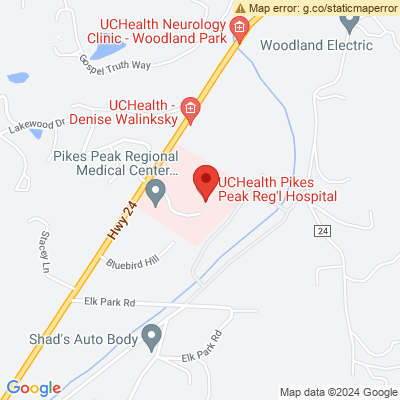 Map error: g.co/staticmaperror
UCHealth Neurology
Clinic - Woodland Park
Woodland Electric
Gospel Truth Way
UCHealth -
Denise Walinksky
Lakewood Dr
Pikes Peak Regional
Medical Center...
UCHealth Pikes
Peak Reg'l Hospital
Hwy 24
24
Stacey Ln
Bluebird Hill
Elk Park Rd
Shad's Auto Body
Elk Park Rd
Google
Map data ©2024 Google